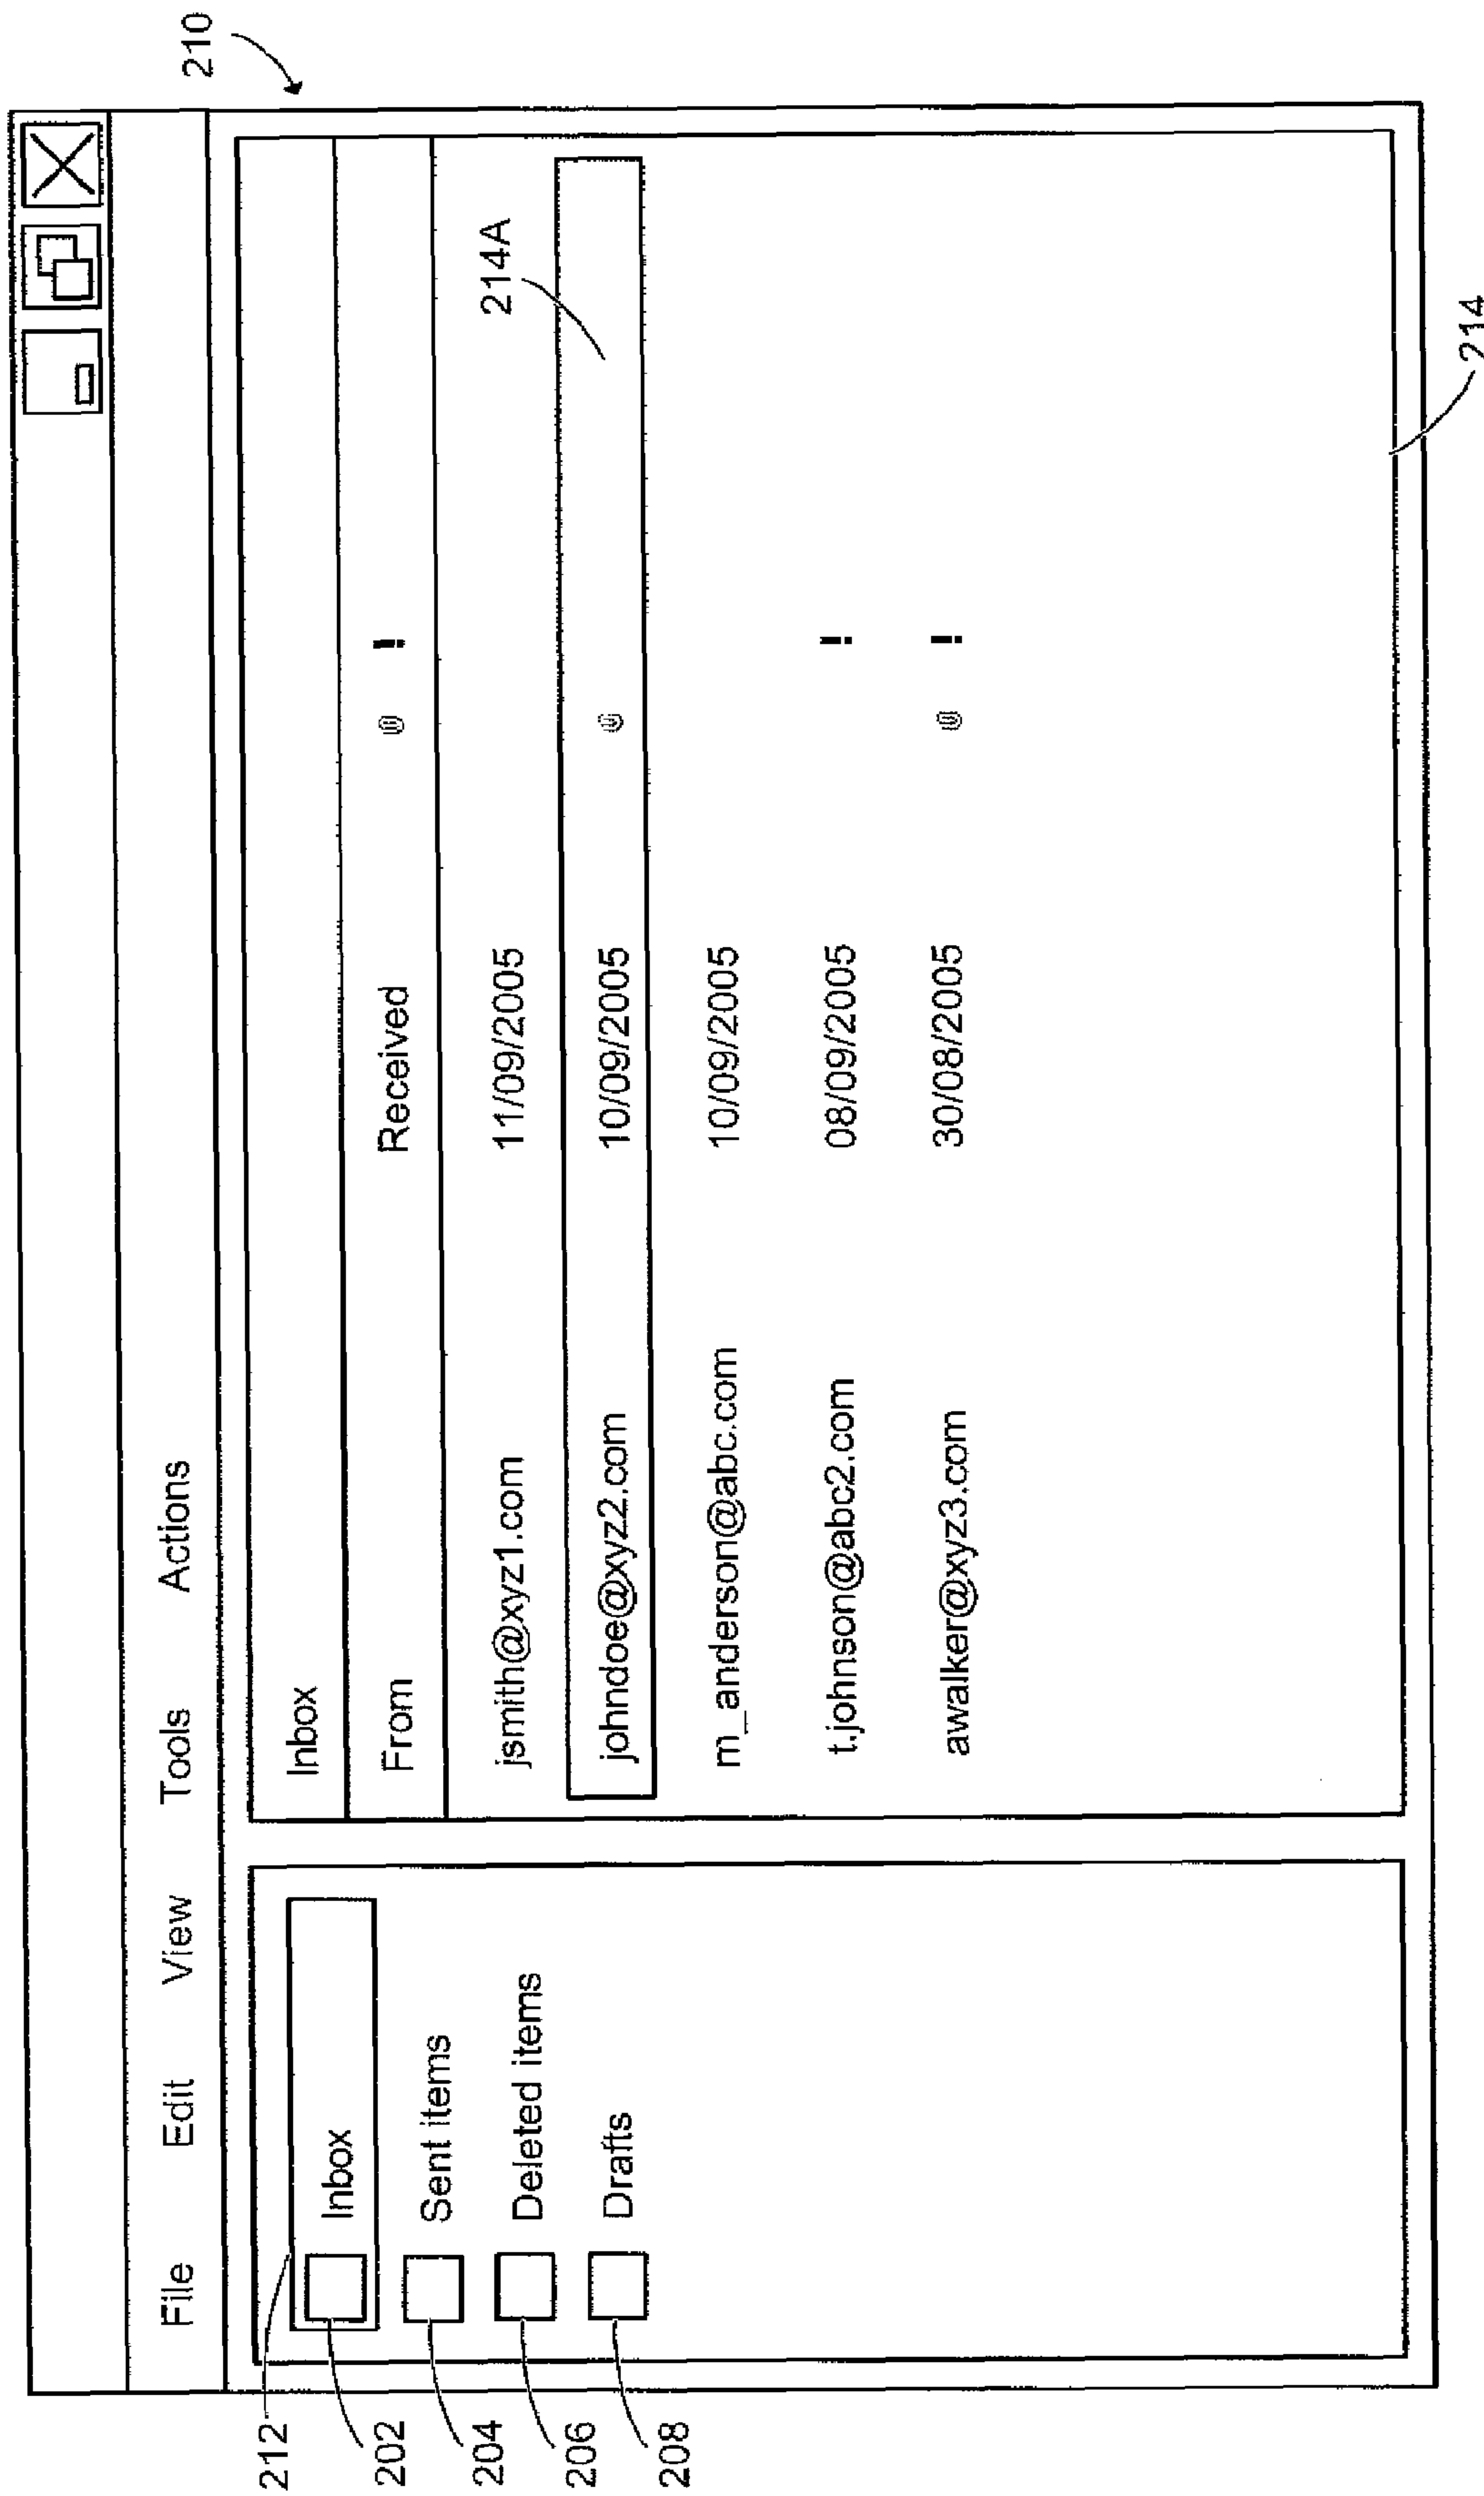 210
File Edit View Tools Actions
212
202
204
206
208
Inbox
Sent items
Deleted items
Drafts
Inbox
From Received @ !
jsmith@xyz1.com 11/09/2005
214A
johndoe@xyz2.com 10/09/2005 @
m_anderson@abc.com 10/09/2005
t.johnson@abc2.com 08/09/2005 !
awalker@xyz3.com 30/08/2005 @ !
214